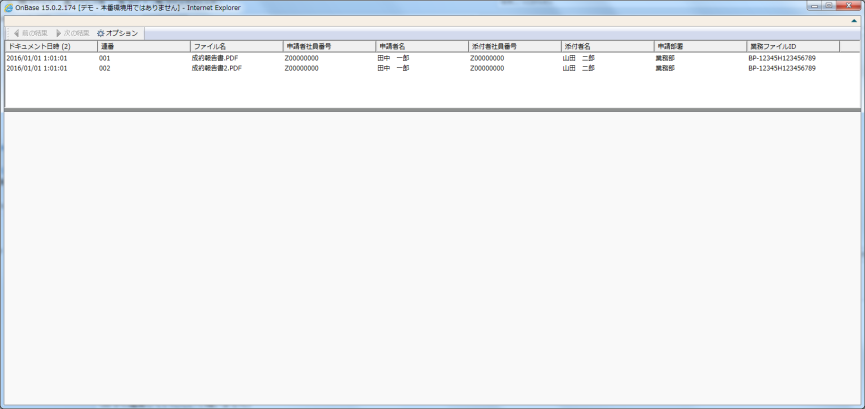 OnBase 15.0.2.174 [デモ - 本番環境用ではありません] - Internet Explorer
前の結果 次の結果 オプション
ドキュメント日時 (2) 連番 ファイル名 申請者社員番号 申請者名 添付者社員番号 添付者名 申請部署 業務ファイルID
2016/01/01 1:01:01 001 成約報告書.PDF Z00000000 田中 一郎 Z00000000 山田 二郎 業務部 BP-12345H123456789
2016/01/01 1:01:01 002 成約報告書2.PDF Z00000000 田中 一郎 Z00000000 山田 二郎 業務部 BP-12345H123456789